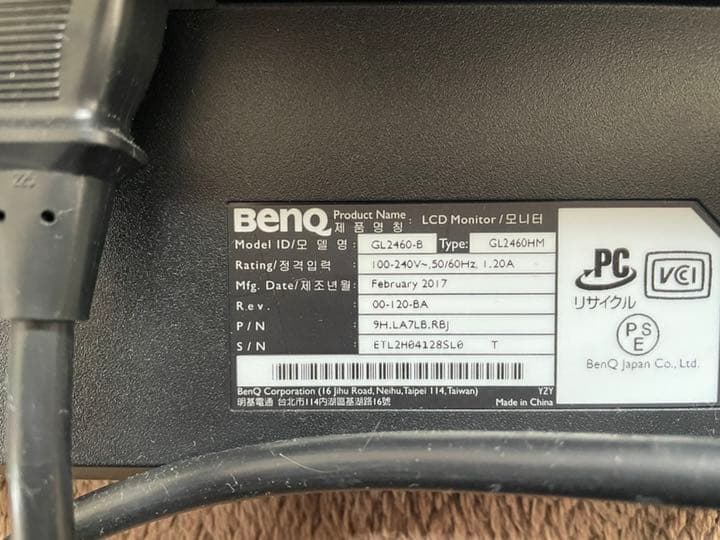 BenQ Product Name : LCD Monitor/모니터
제 품 명 칭
Model ID/모 델 명 : GL2460-B Type: GL2460HM
Rating/정격입력 : 100-240V~,50/60Hz, 1.20A
Mfg. Date/제조년월: February 2017
Rev. : 00-120-BA
P / N : 9H.LA7LB.RBJ
S / N : ETL2H04128SL0 T
BenQ Corporation (16 Jihu Road, Neihu,Taipei 114,Taiwan) YZY
明基電通 台北市114內湖區基湖路16號 Made in China
PC
リサイクル
VCI
PSE
BenQ Japan Co., Ltd.